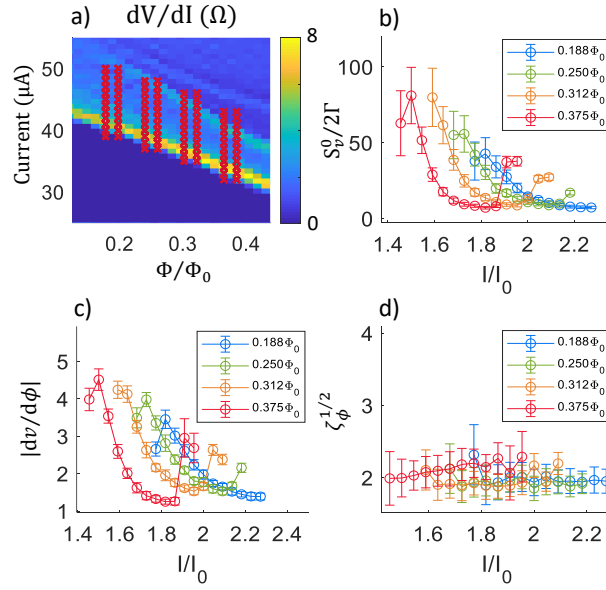 a)
dV/dI (Ω)
Current (μA)
50
40
30
0.2
0.3
0.4
Φ/Φ₀
8
0
b)
S⁰ᵥ/2Γ
100
50
0
1.4
1.6
1.8
2
2.2
I/I₀
0.188Φ₀
0.250Φ₀
0.312Φ₀
0.375Φ₀
c)
|dv/dϕ|
5
4
3
2
1
1.4
1.6
1.8
2
2.2
2.4
I/I₀
0.188Φ₀
0.250Φ₀
0.312Φ₀
0.375Φ₀
d)
ζϕ^1/2
4
3
2
1.6
1.8
2
2.2
I/I₀
0.188Φ₀
0.250Φ₀
0.312Φ₀
0.375Φ₀